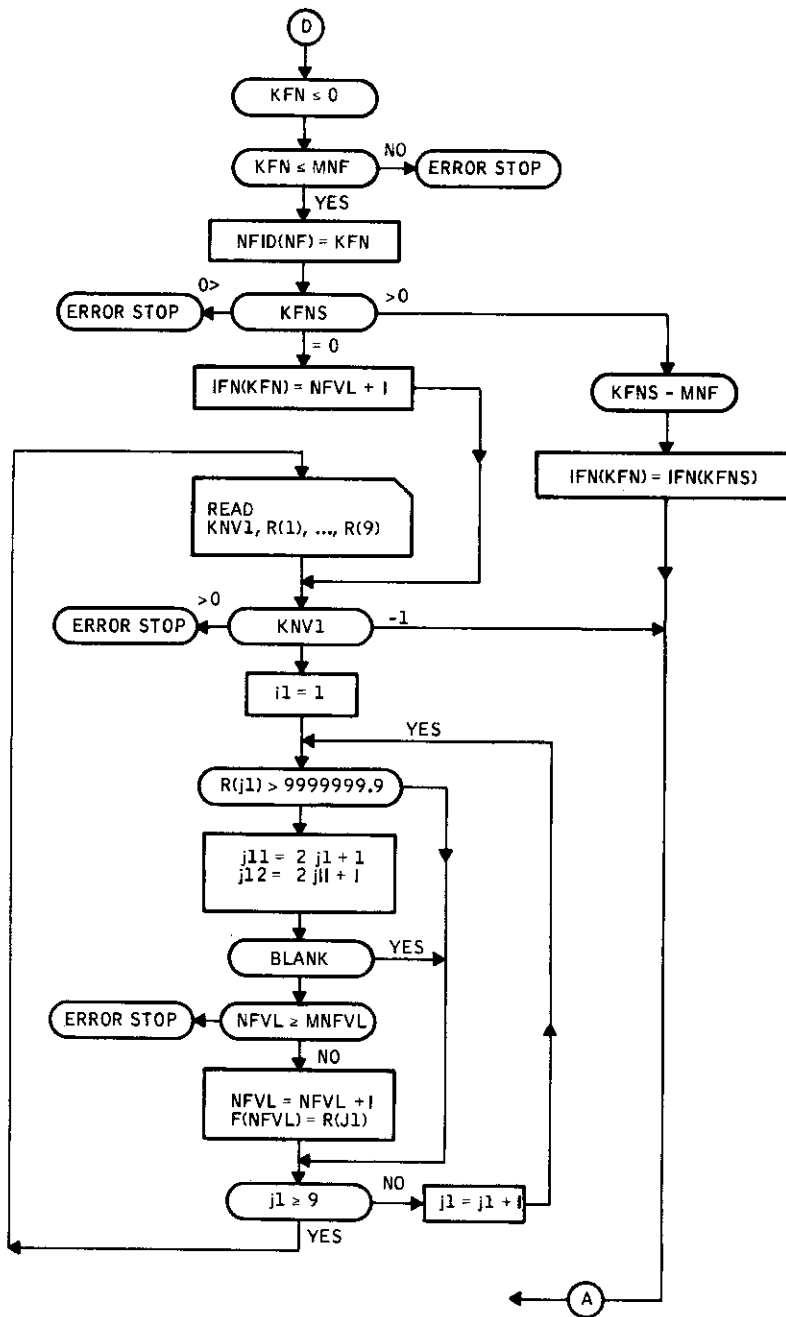 D
KFN ≤ 0
KFN ≤ MNF
NO
ERROR STOP
YES
NFID(NF) = KFN
0>
ERROR STOP
KFNS
>0
= 0
IFN(KFN) = NFVL + 1
KFNS - MNF
IFN(KFN) = IFN(KFNS)
READ
KNV1, R(1), ..., R(9)
>0
ERROR STOP
KNV1
-1
j1 = 1
YES
R(j1) > 9999999.9
j11 = 2 j1 + 1
j12 = 2 j11 + 1
BLANK
YES
ERROR STOP
NFVL ≥ MNFVL
NO
NFVL = NFVL + 1
F(NFVL) = R(J1)
j1 ≥ 9
NO
j1 = j1 + 1
YES
A